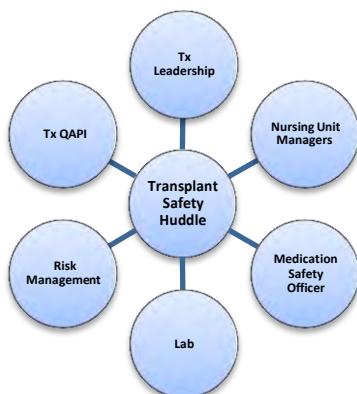 Tx
Leadership
Tx QAPI
Nursing Unit
Managers
Transplant
Safety
Huddle
Risk
Management
Medication
Safety
Officer
Lab